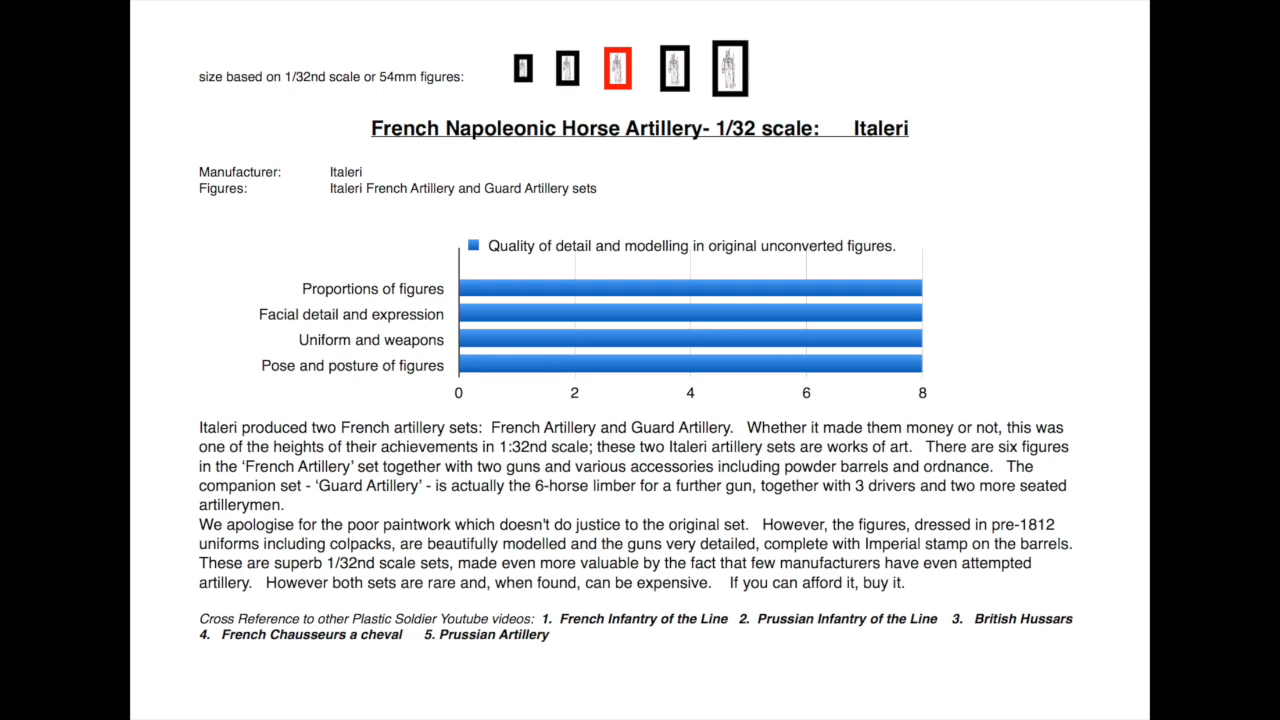 size based on 1/32nd scale or 54mm figures:
French Napoleonic Horse Artillery- 1/32 scale: Italeri
Manufacturer: Italeri
Figures: Italeri French Artillery and Guard Artillery sets
Quality of detail and modelling in original unconverted figures.
Proportions of figures
Facial detail and expression
Uniform and weapons
Pose and posture of figures
0 2 4 6 8
Italeri produced two French artillery sets: French Artillery and Guard Artillery. Whether it made them money or not, this was
one of the heights of their achievements in 1:32nd scale; these two Italeri artillery sets are works of art. There are six figures
in the ‘French Artillery’ set together with two guns and various accessories including powder barrels and ordnance. The
companion set - ‘Guard Artillery’ - is actually the 6-horse limber for a further gun, together with 3 drivers and two more seated
artillerymen.
We apologise for the poor paintwork which doesn't do justice to the original set. However, the figures, dressed in pre-1812
uniforms including colpacks, are beautifully modelled and the guns very detailed, complete with Imperial stamp on the barrels.
These are superb 1/32nd scale sets, made even more valuable by the fact that few manufacturers have even attempted
artillery. However both sets are rare and, when found, can be expensive. If you can afford it, buy it.
Cross Reference to other Plastic Soldier Youtube videos: 1. French Infantry of the Line 2. Prussian Infantry of the Line 3. British Hussars
4. French Chausseurs a cheval 5. Prussian Artillery